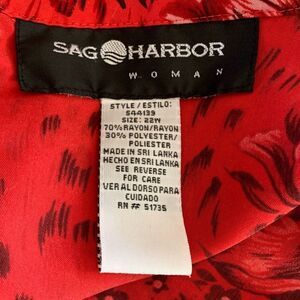 SAG HARBOR
WOMAN
STYLE / ESTILO:
S44139
SIZE: 22W
70% RAYON/RAYON
30% POLYESTER/
POLIESTER
MADE IN SRI LANKA
HECHO EN SRI LANKA
SEE REVERSE
FOR CARE
VER AL DORSO PARA
CUIDADO
RN # 51735